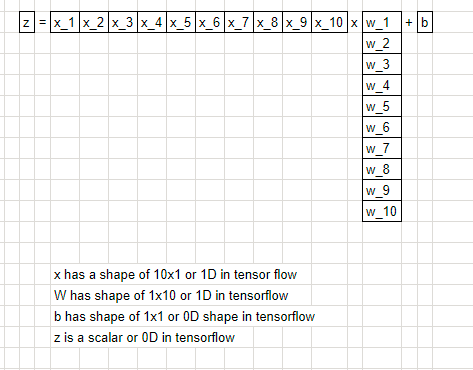 z = x_1 x_2 x_3 x_4 x_5 x_6 x_7 x_8 x_9 x_10 x w_1 + b
w_2
w_3
w_4
w_5
w_6
w_7
w_8
w_9
w_10
x has a shape of 10x1 or 1D in tensor flow
W has shape of 1x10 or 1D in tensorflow
b has shape of 1x1 or 0D shape in tensorflow
z is a scalar or 0D in tensorflow